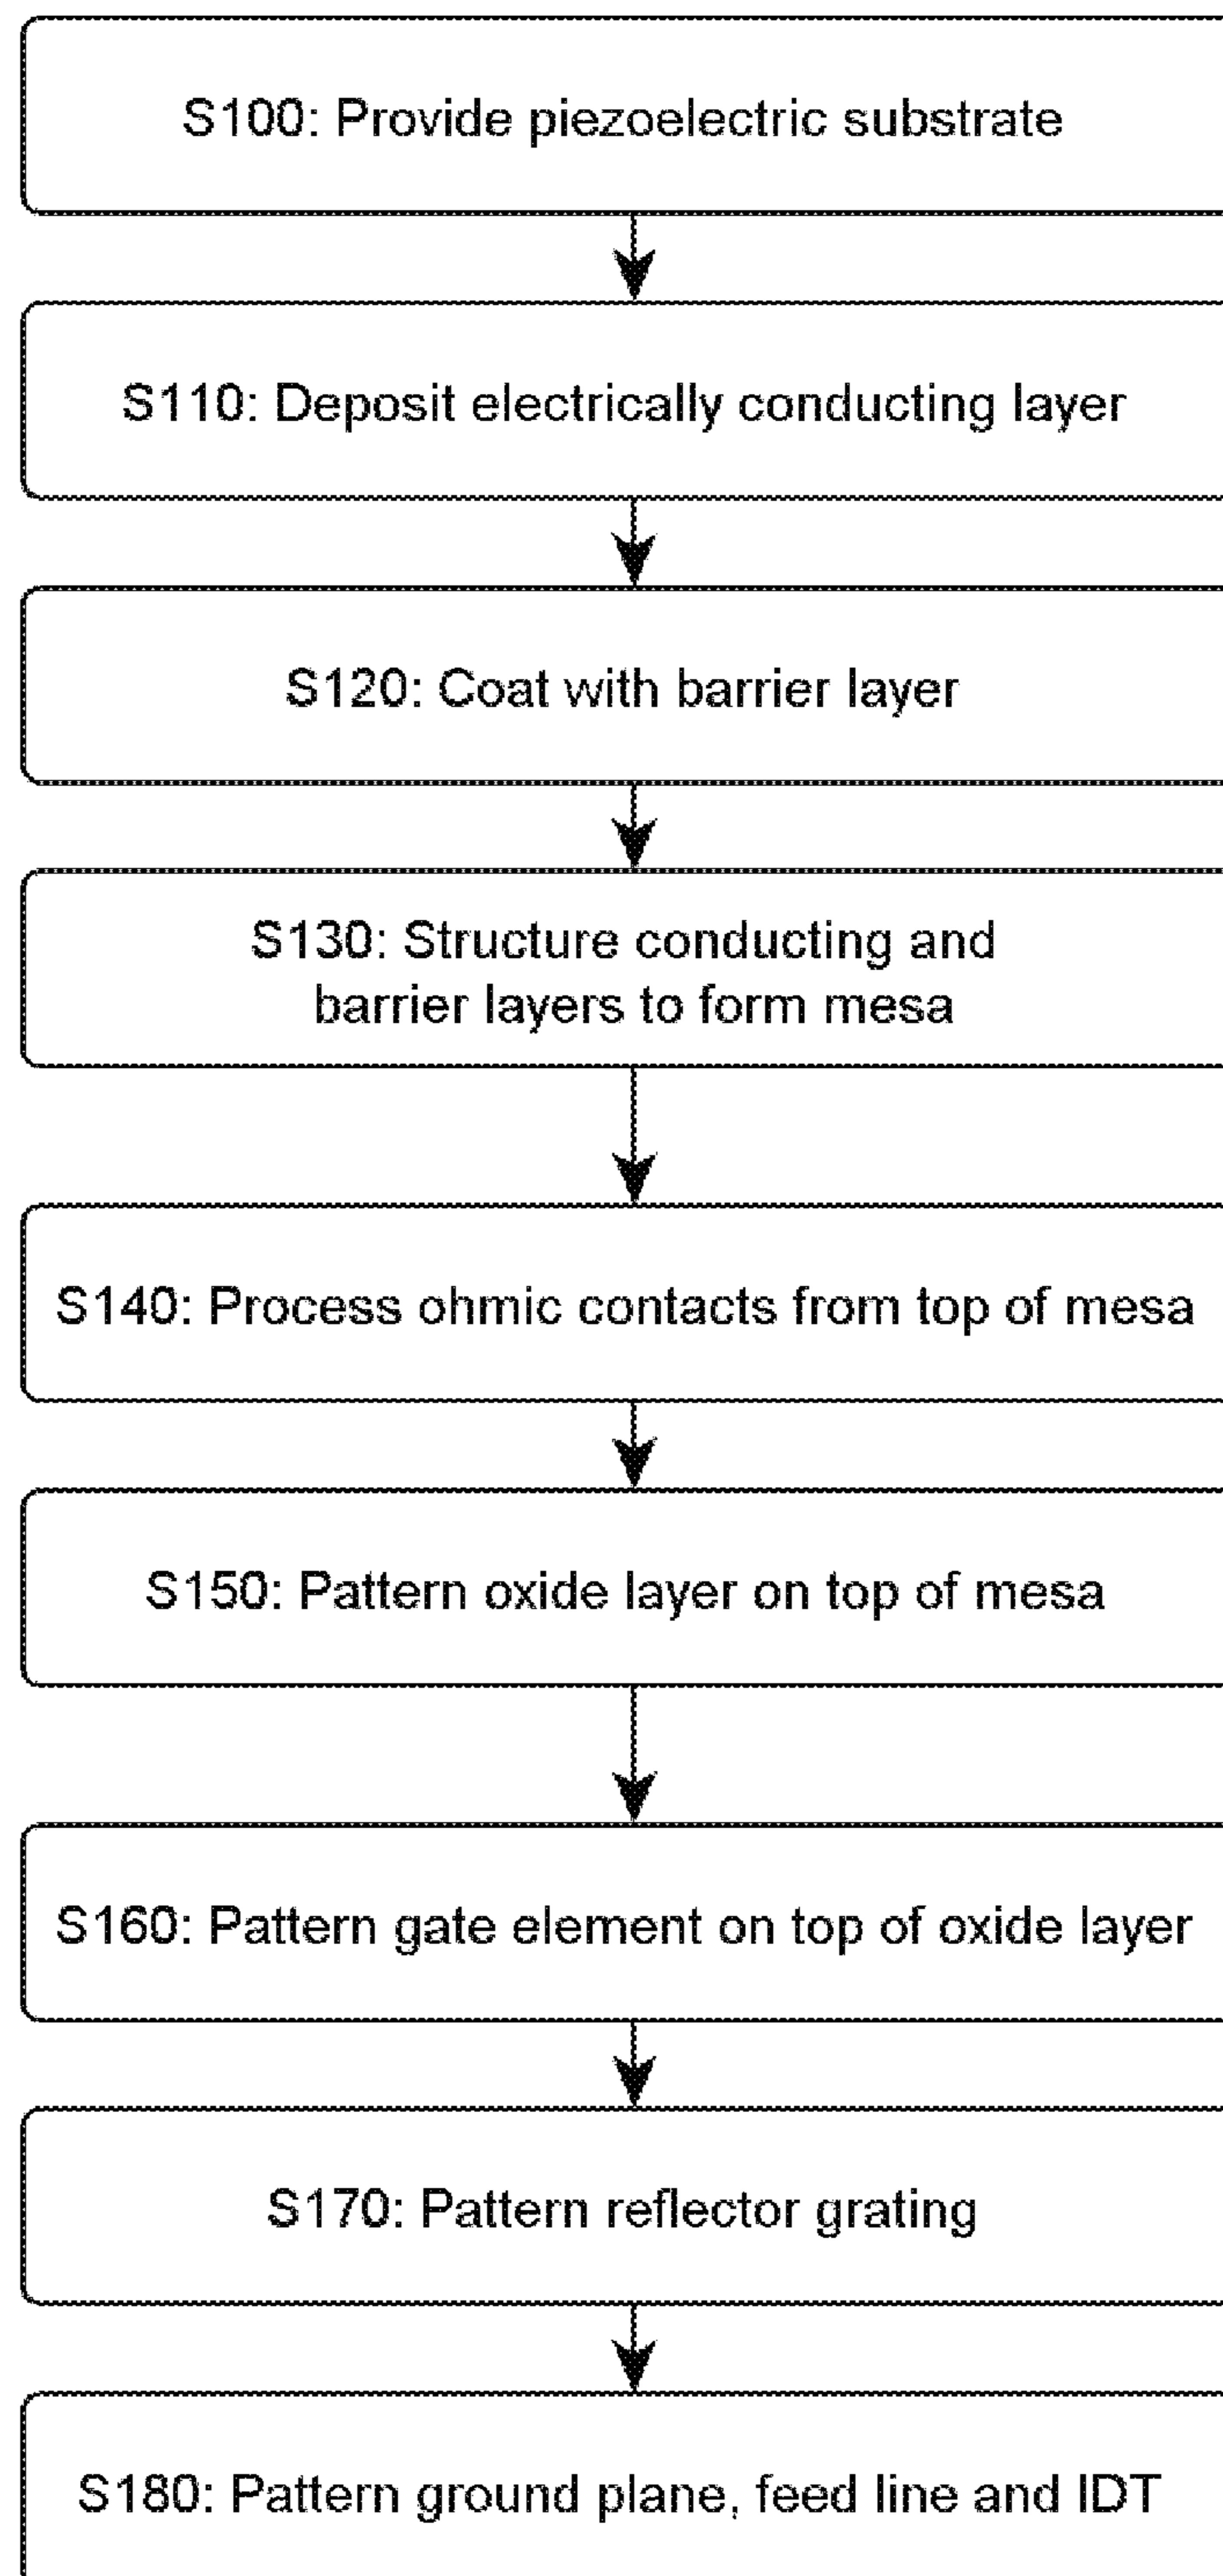 S100: Provide piezoelectric substrate
S110: Deposit electrically conducting layer
S120: Coat with barrier layer
S130: Structure conducting and
barrier layers to form mesa
S140: Process ohmic contacts from top of mesa
S150: Pattern oxide layer on top of mesa
S160: Pattern gate element on top of oxide layer
S170: Pattern reflector grating
S180: Pattern ground plane, feed line and IDT